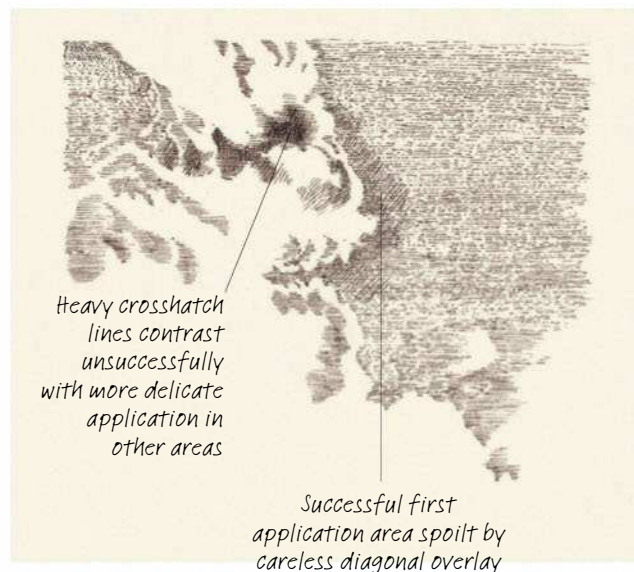 Heavy crosshatch
lines contrast
unsuccessfully
with more delicate
application in
other areas
Successful first
application area spoilt by
careless diagonal overlay